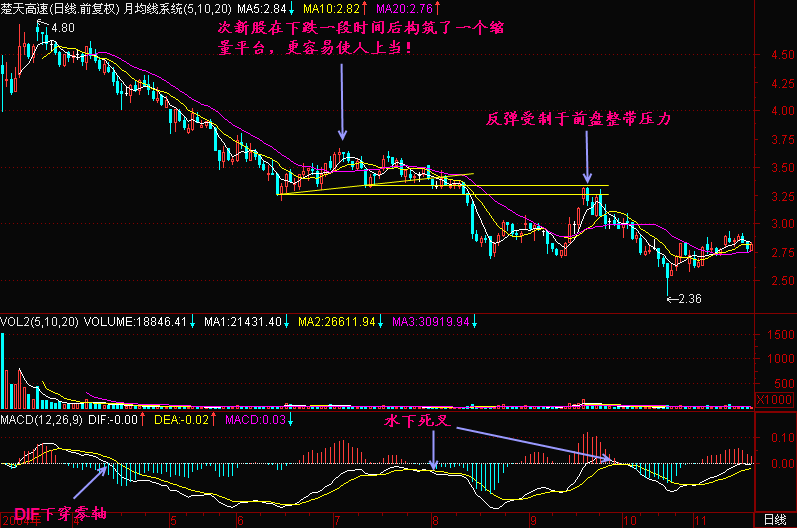 楚天高速(日线.前复权) 月均线系统(5,10,20) MA5:2.84↓ MA10:2.82↑ MA20:2.76↑
←4.80
次新股在下跌一段时间后构筑了一个缩
量平台，更容易使人上当！
反弹受制于前盘整带压力
4.50
4.25
4.00
3.75
3.50
3.25
3.00
2.75
2.50
←2.36
VOL2(5,10,20) VOLUME:18846.41↓ MA1:21431.40↓ MA2:26611.94↓ MA3:30919.94↓
1500
1000
500
X1000
MACD(12,26,9) DIF:-0.00↑ DEA:-0.02↑ MACD:0.03↓
水下死叉
0.10
0.00
DIF下穿零轴
2004年 4 5 6 7 8 9 10 11 日线